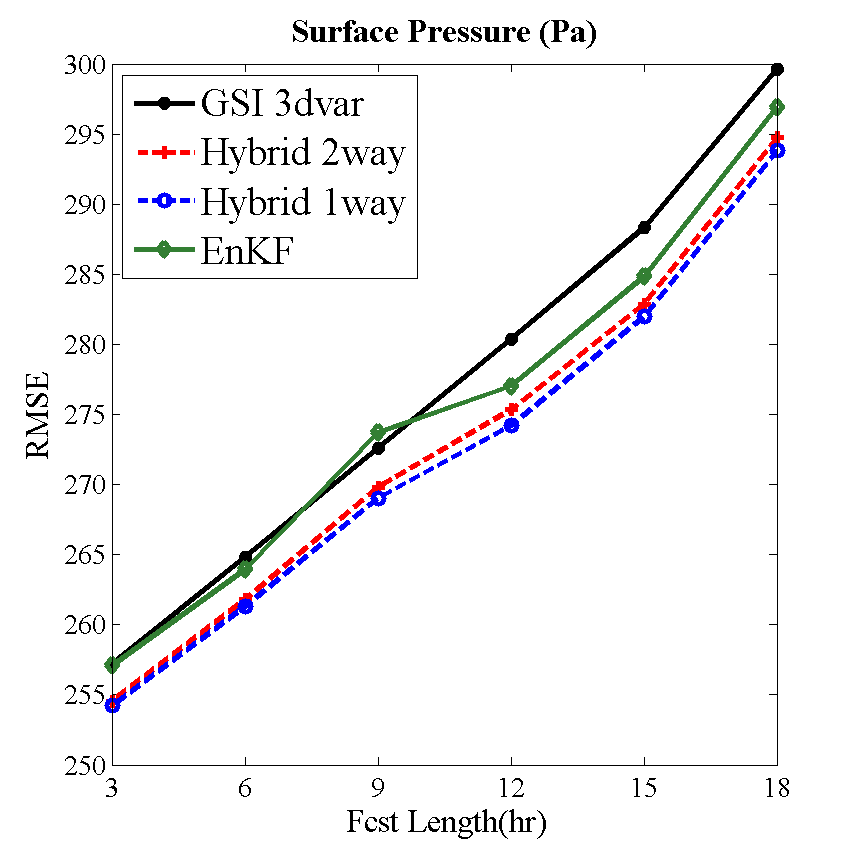 Surface Pressure (Pa)
GSI 3dvar
Hybrid 2way
Hybrid 1way
EnKF
300
295
290
285
280
275
270
265
260
255
250
RMSE
3 6 9 12 15 18
Fcst Length(hr)